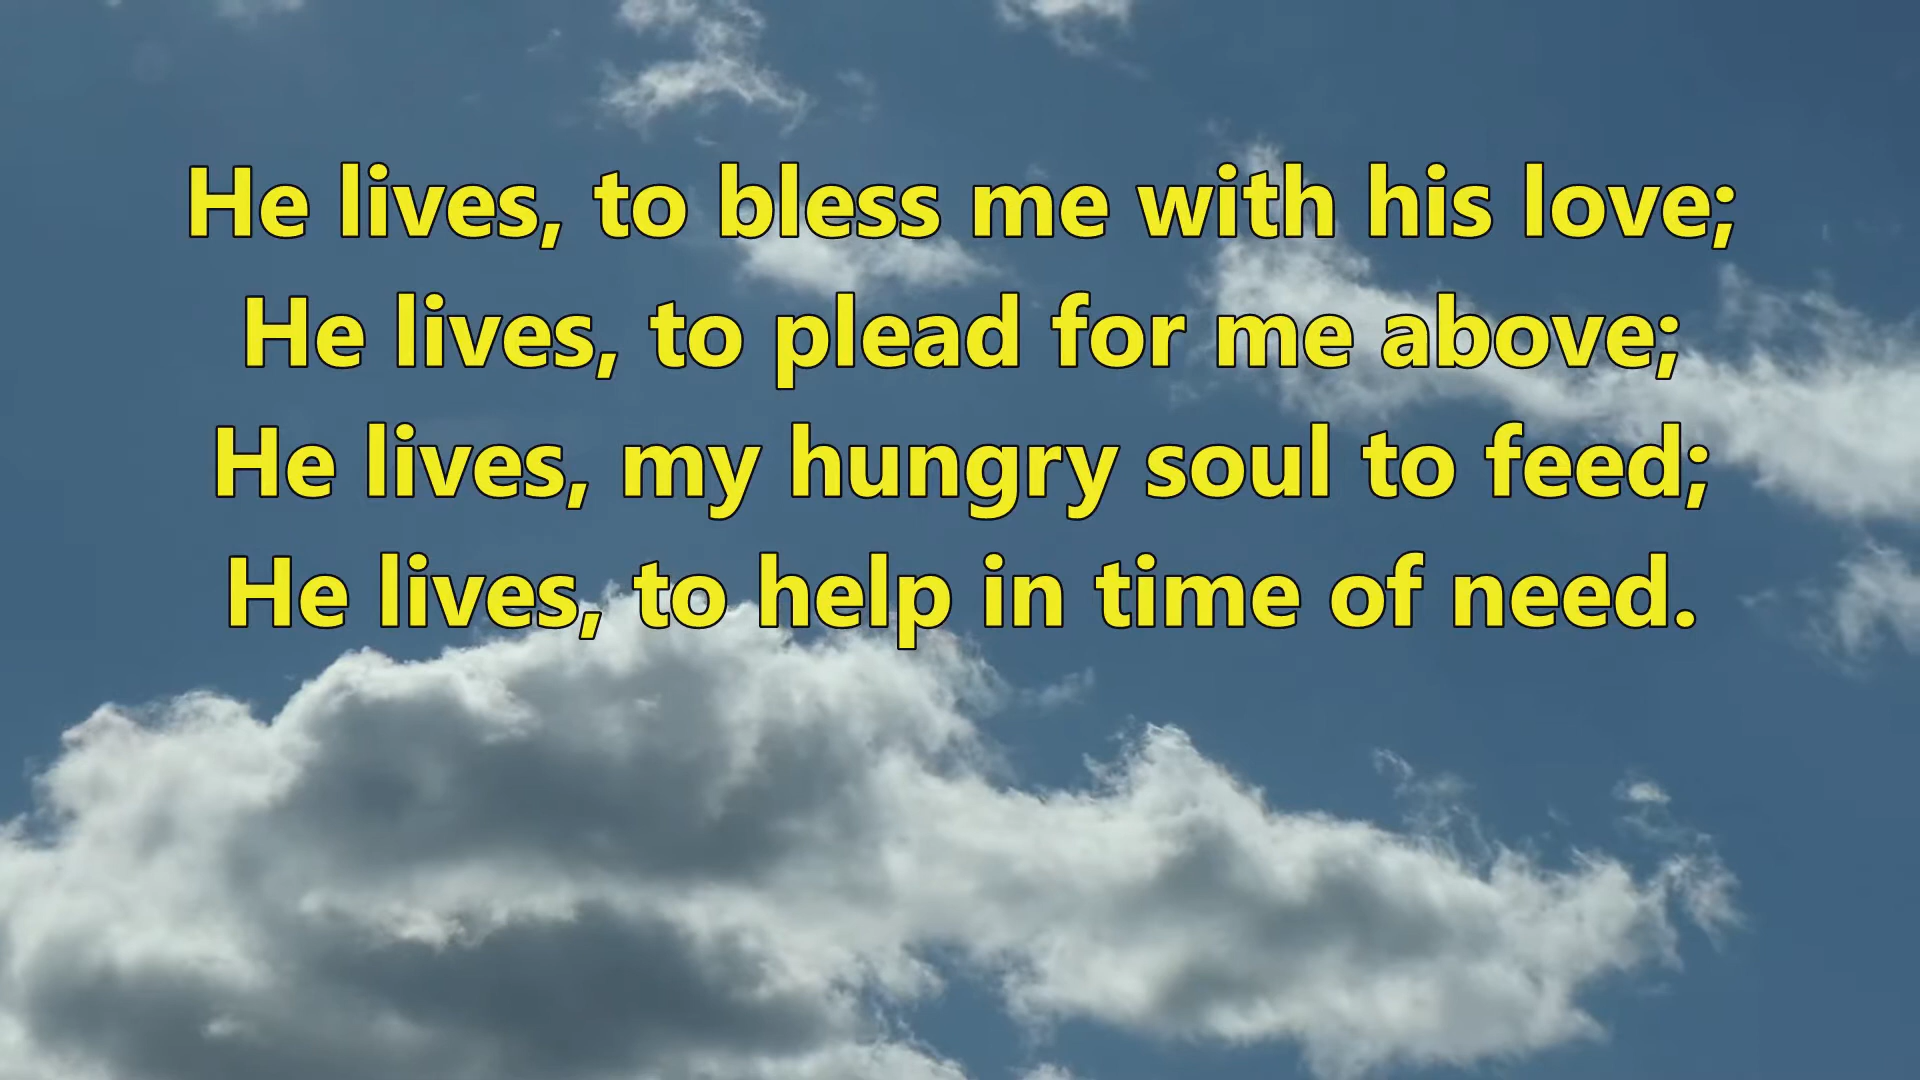 He lives, to bless me with his love;
He lives, to plead for me above;
He lives, my hungry soul to feed;
He lives, to help in time of need.